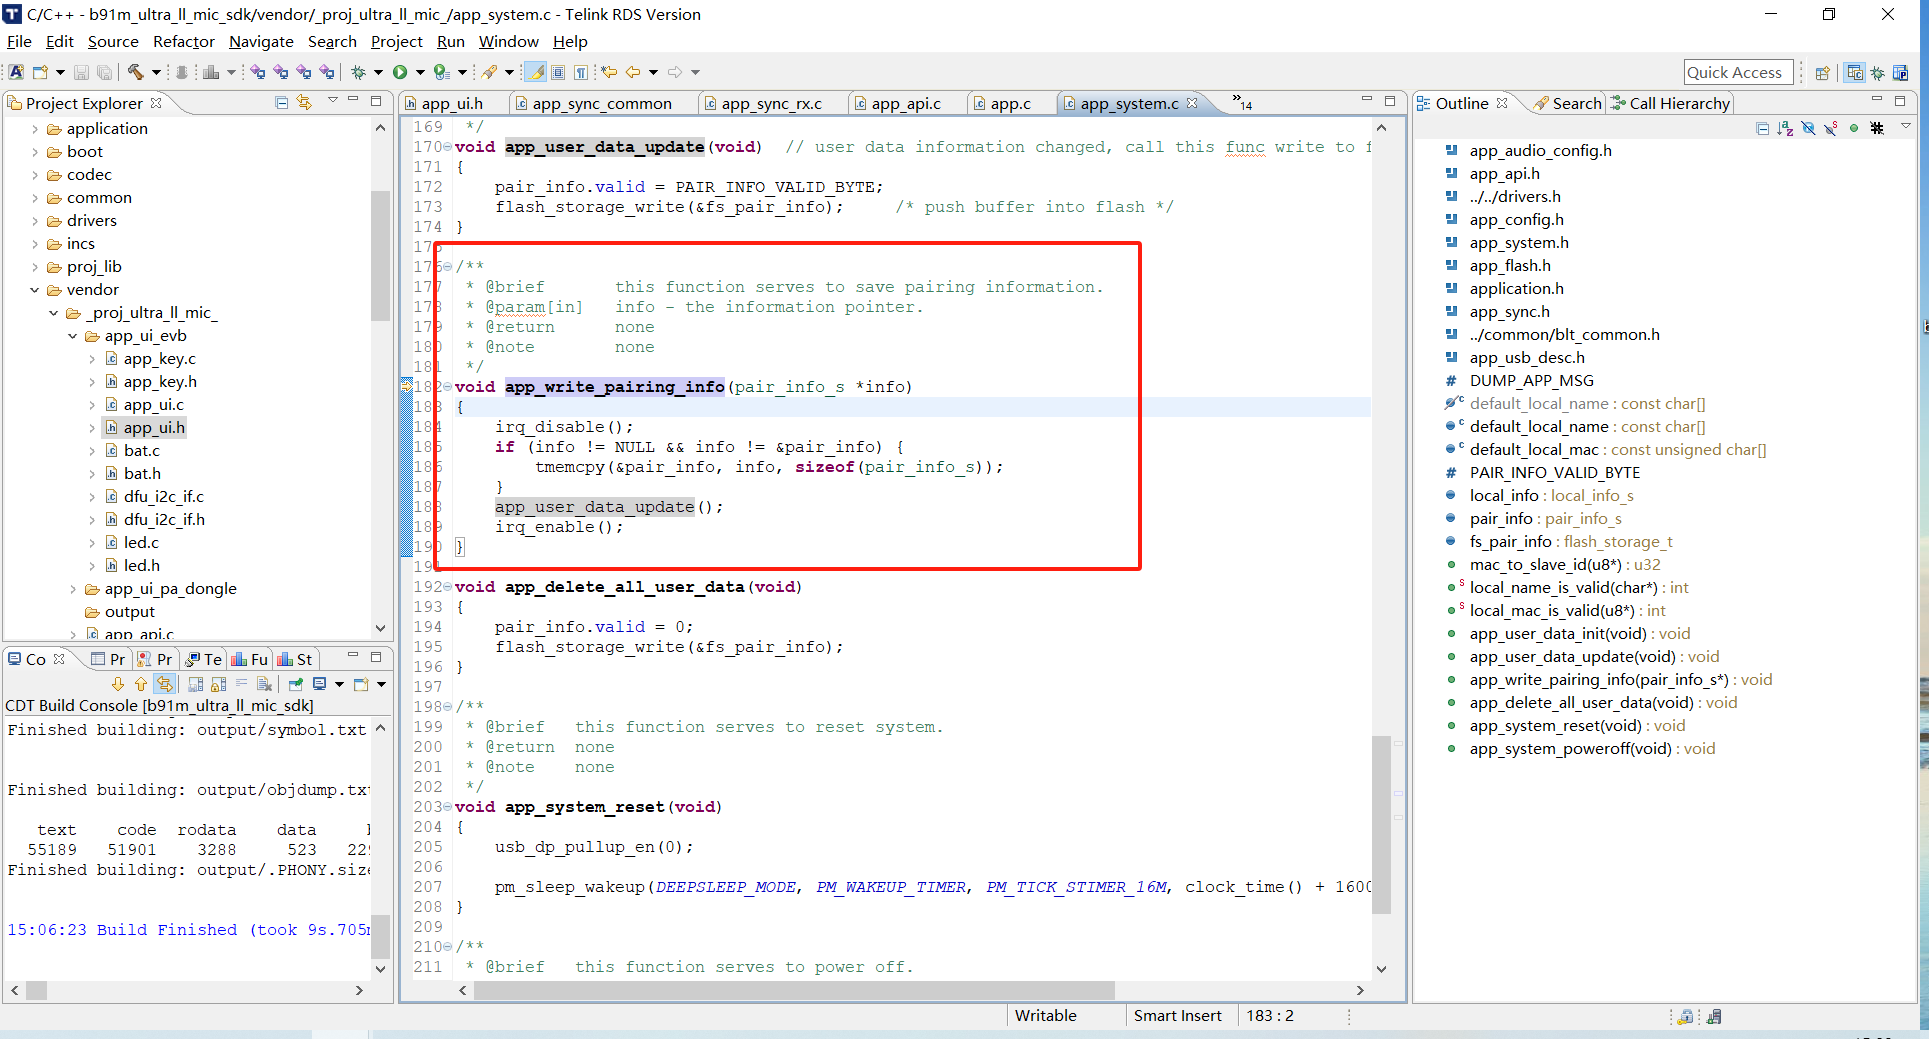 C/C++ - b91m_ultra_ll_mic_sdk/vendor/_proj_ultra_ll_mic_/app_system.c - Telink RDS Version
File Edit Source Refactor Navigate Search Project Run Window Help
Quick Access
Project Explorer
application
boot
codec
common
drivers
incs
proj_lib
vendor
_proj_ultra_ll_mic_
app_ui_evb
app_key.c
app_key.h
app_ui.c
app_ui.h
bat.c
bat.h
dfu_i2c_if.c
dfu_i2c_if.h
led.c
led.h
app_ui_pa_dongle
output
app_api.c
Co Pr Pr Te Fu St
CDT Build Console [b91m_ultra_ll_mic_sdk]
Finished building: output/symbol.txt
Finished building: output/objdump.tx
text code rodata data
55189 51901 3288 523 229
Finished building: output/.PHONY.size
15:06:23 Build Finished (took 9s.705m
app_ui.h app_sync_common app_sync_rx.c app_api.c app.c app_system.c »14
169 */
170 void app_user_data_update(void) // user data information changed, call this func write to f
171 {
172 pair_info.valid = PAIR_INFO_VALID_BYTE;
173 flash_storage_write(&fs_pair_info); /* push buffer into flash */
174 }
175
176 /**
177 * @brief this function serves to save pairing information.
178 * @param[in] info - the information pointer.
179 * @return none
180 * @note none
181 */
182 void app_write_pairing_info(pair_info_s *info)
183 {
184 irq_disable();
185 if (info != NULL && info != &pair_info) {
186 tmemcpy(&pair_info, info, sizeof(pair_info_s));
187 }
188 app_user_data_update();
189 irq_enable();
190 }
191
192 void app_delete_all_user_data(void)
193 {
194 pair_info.valid = 0;
195 flash_storage_write(&fs_pair_info);
196 }
197
198 /**
199 * @brief this function serves to reset system.
200 * @return none
201 * @note none
202 */
203 void app_system_reset(void)
204 {
205 usb_dp_pullup_en(0);
206
207 pm_sleep_wakeup(DEEPSLEEP_MODE, PM_WAKEUP_TIMER, PM_TICK_STIMER_16M, clock_time() + 1600
208 }
209
210 /**
211 * @brief this function serves to power off.
Outline Search Call Hierarchy
app_audio_config.h
app_api.h
../../drivers.h
app_config.h
app_system.h
app_flash.h
application.h
app_sync.h
../common/blt_common.h
app_usb_desc.h
DUMP_APP_MSG
default_local_name : const char[]
default_local_name : const char[]
default_local_mac : const unsigned char[]
PAIR_INFO_VALID_BYTE
local_info : local_info_s
pair_info : pair_info_s
fs_pair_info : flash_storage_t
mac_to_slave_id(u8*) : u32
local_name_is_valid(char*) : int
local_mac_is_valid(u8*) : int
app_user_data_init(void) : void
app_user_data_update(void) : void
app_write_pairing_info(pair_info_s*) : void
app_delete_all_user_data(void) : void
app_system_reset(void) : void
app_system_poweroff(void) : void
Writable Smart Insert 183 : 2